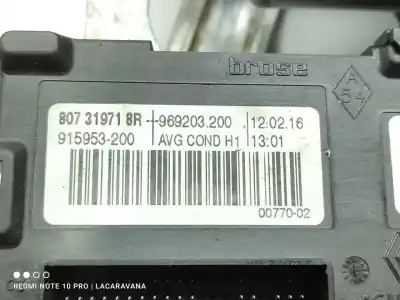 brose
A
54
807 31971 8R 969203.200 12.02.16
915953-200 AVG COND H1 13:01
00770-02
REDMI NOTE 10 PRO | LACARAVANA